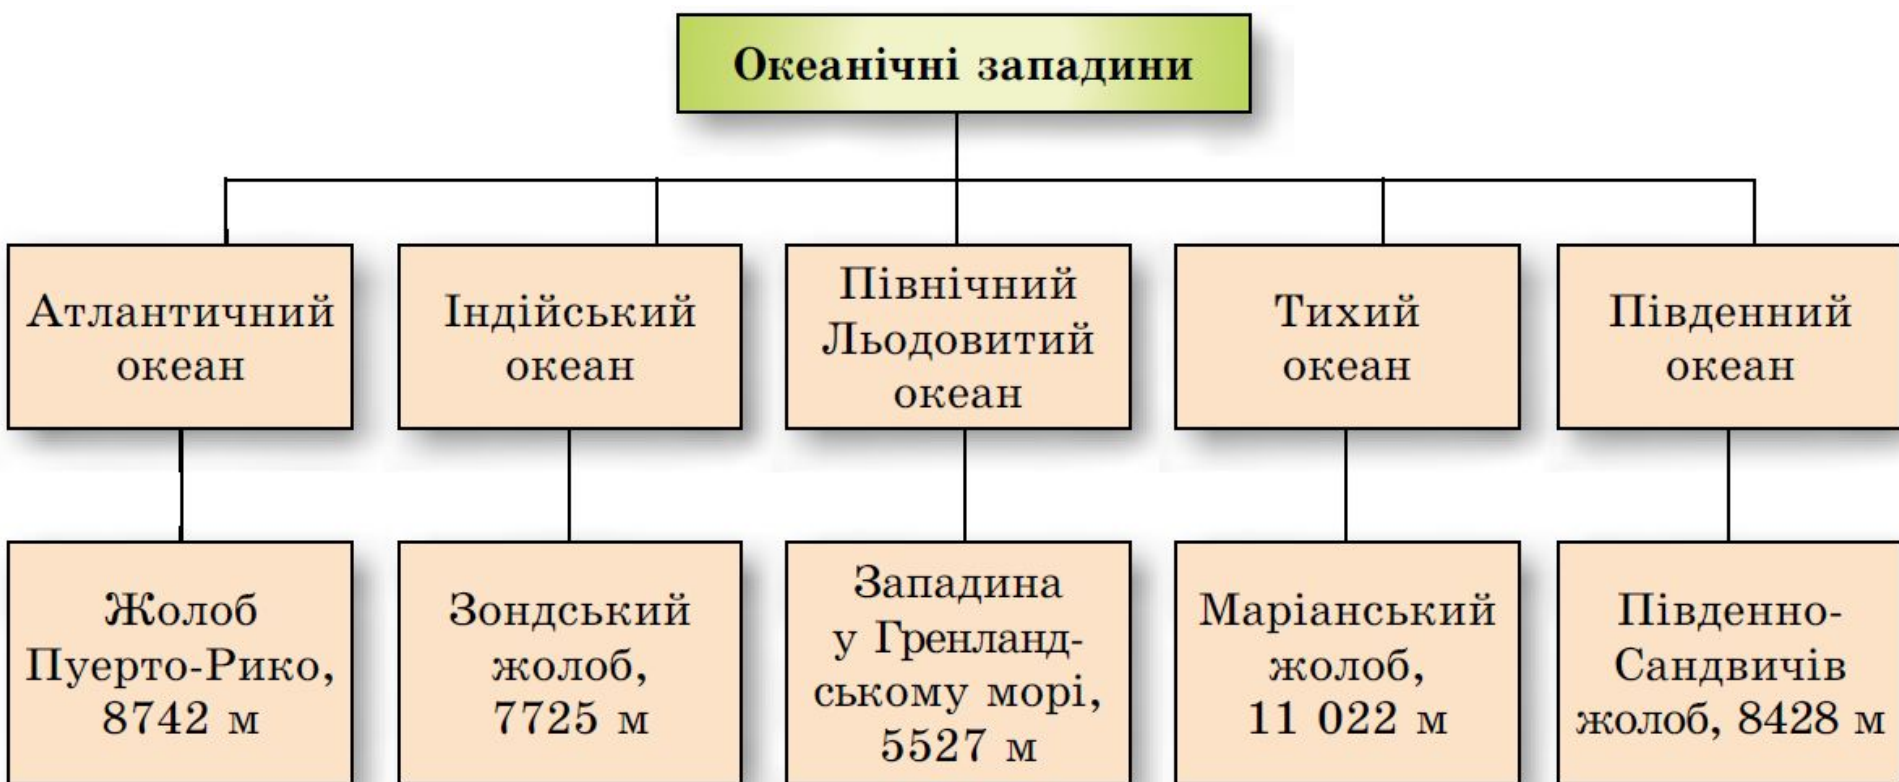 Океанічні западини
Атлантичний
океан
Індійський
океан
Північний
Льодовитий
океан
Тихий
океан
Південний
океан
Жолоб
Пуерто-Рико,
8742 м
Зондський
жолоб,
7725 м
Западина
у Гренланд-
ському морі,
5527 м
Маріанський
жолоб,
11 022 м
Південно-
Сандвичів
жолоб, 8428 м